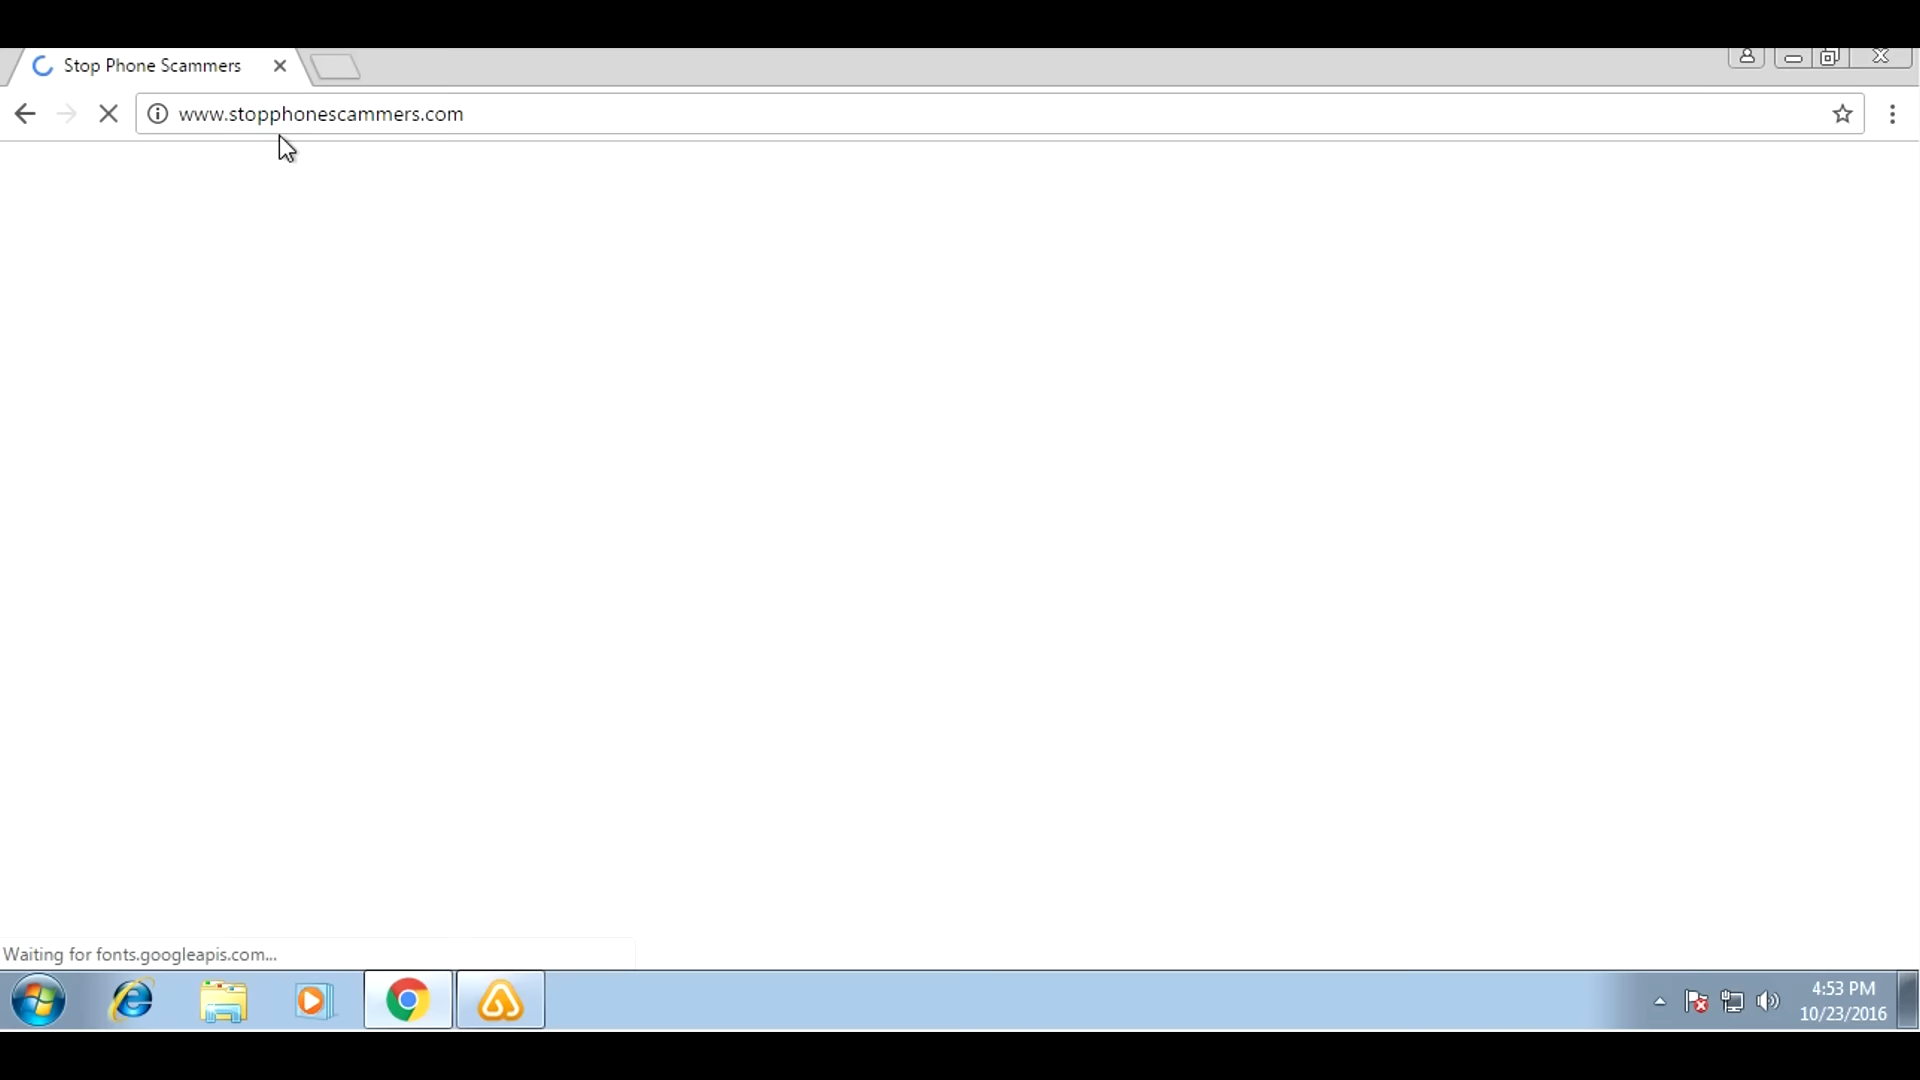 Stop Phone Scammers
www.stopphonescammers.com
Waiting for fonts.googleapis.com...
4:53 PM
10/23/2016